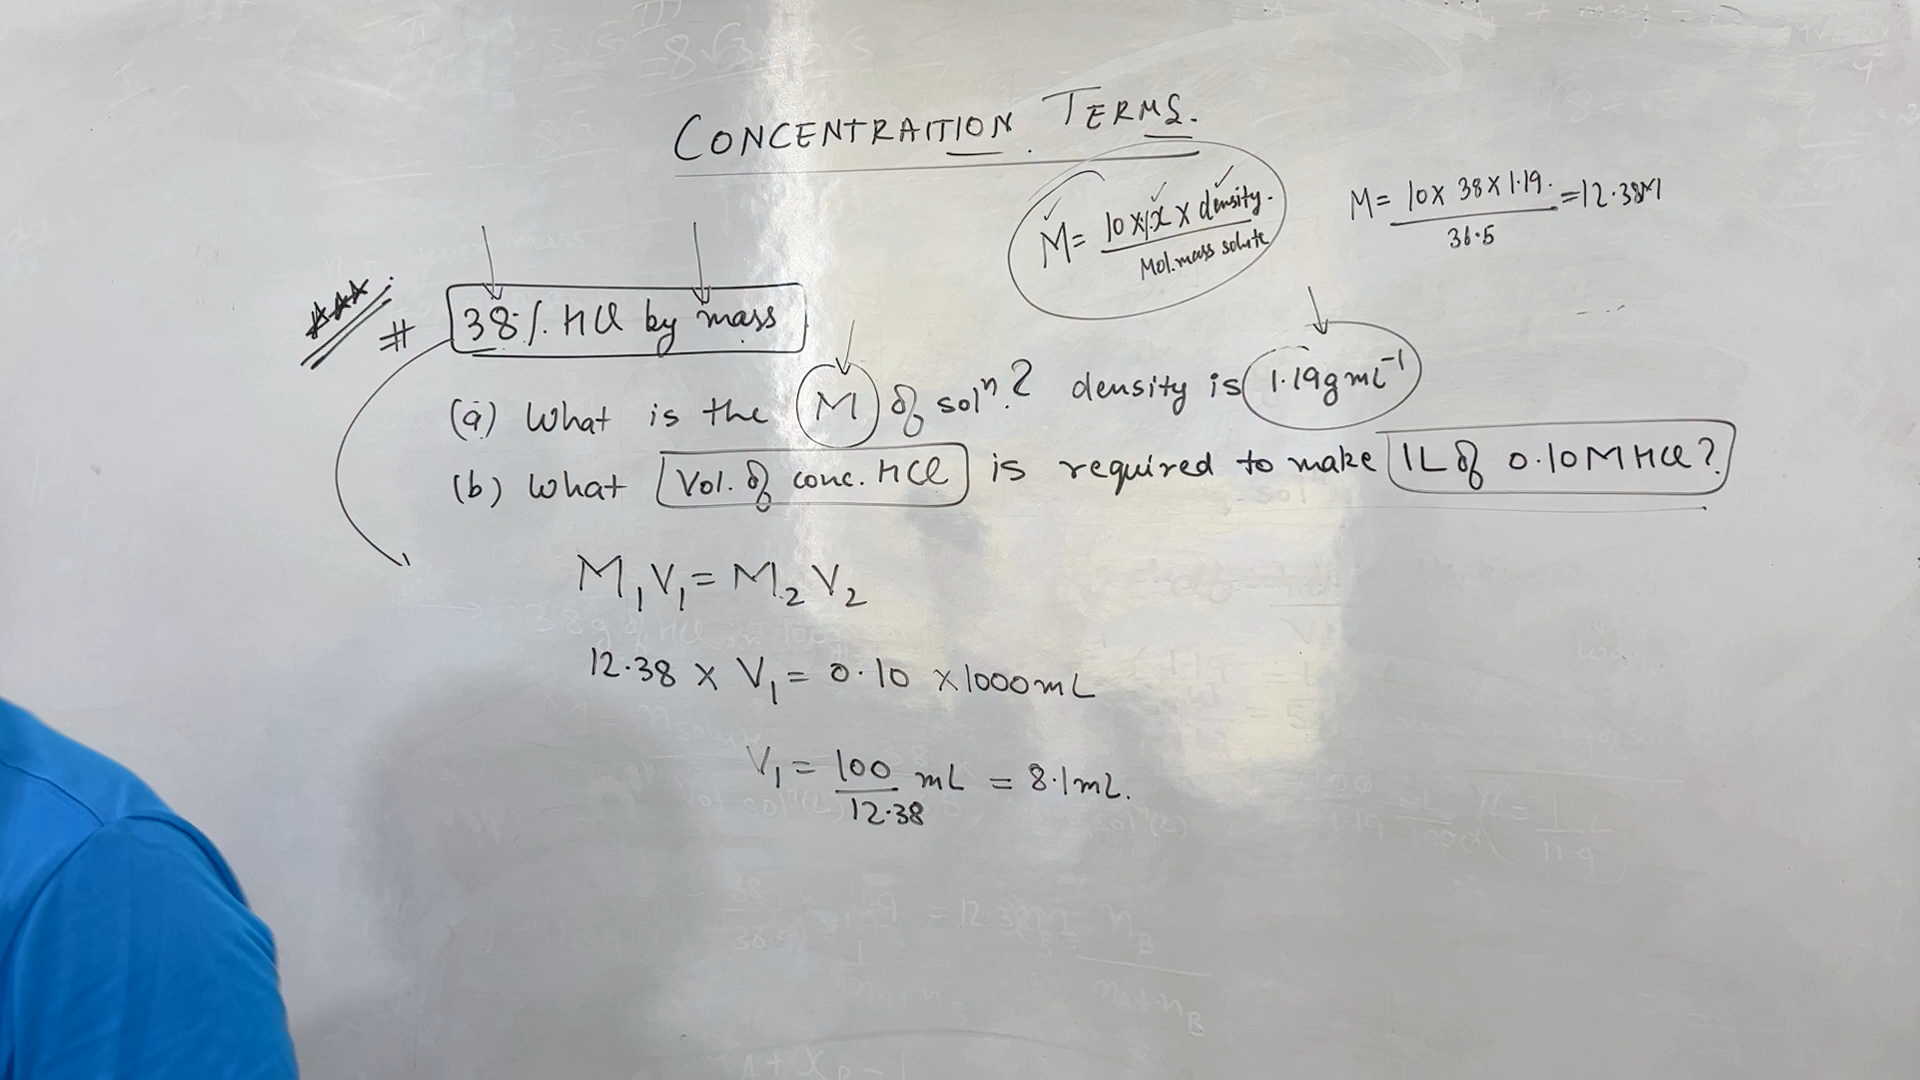 CONCENTRAITION TERMS.
M = 10 x % x x density. / Mol. mass solute
M = 10 x 38 x 1.19. / 36.5 = 12.38M
# 38% HCl by mass
(a) What is the M of solⁿ.? density is 1.19g mL⁻¹
(b) What Vol. of conc. HCl is required to make 1L of 0.10M HCl?
M₁V₁ = M₂V₂
12.38 x V₁ = 0.10 x 1000mL
V₁ = 100 / 12.38 mL = 8.1mL.